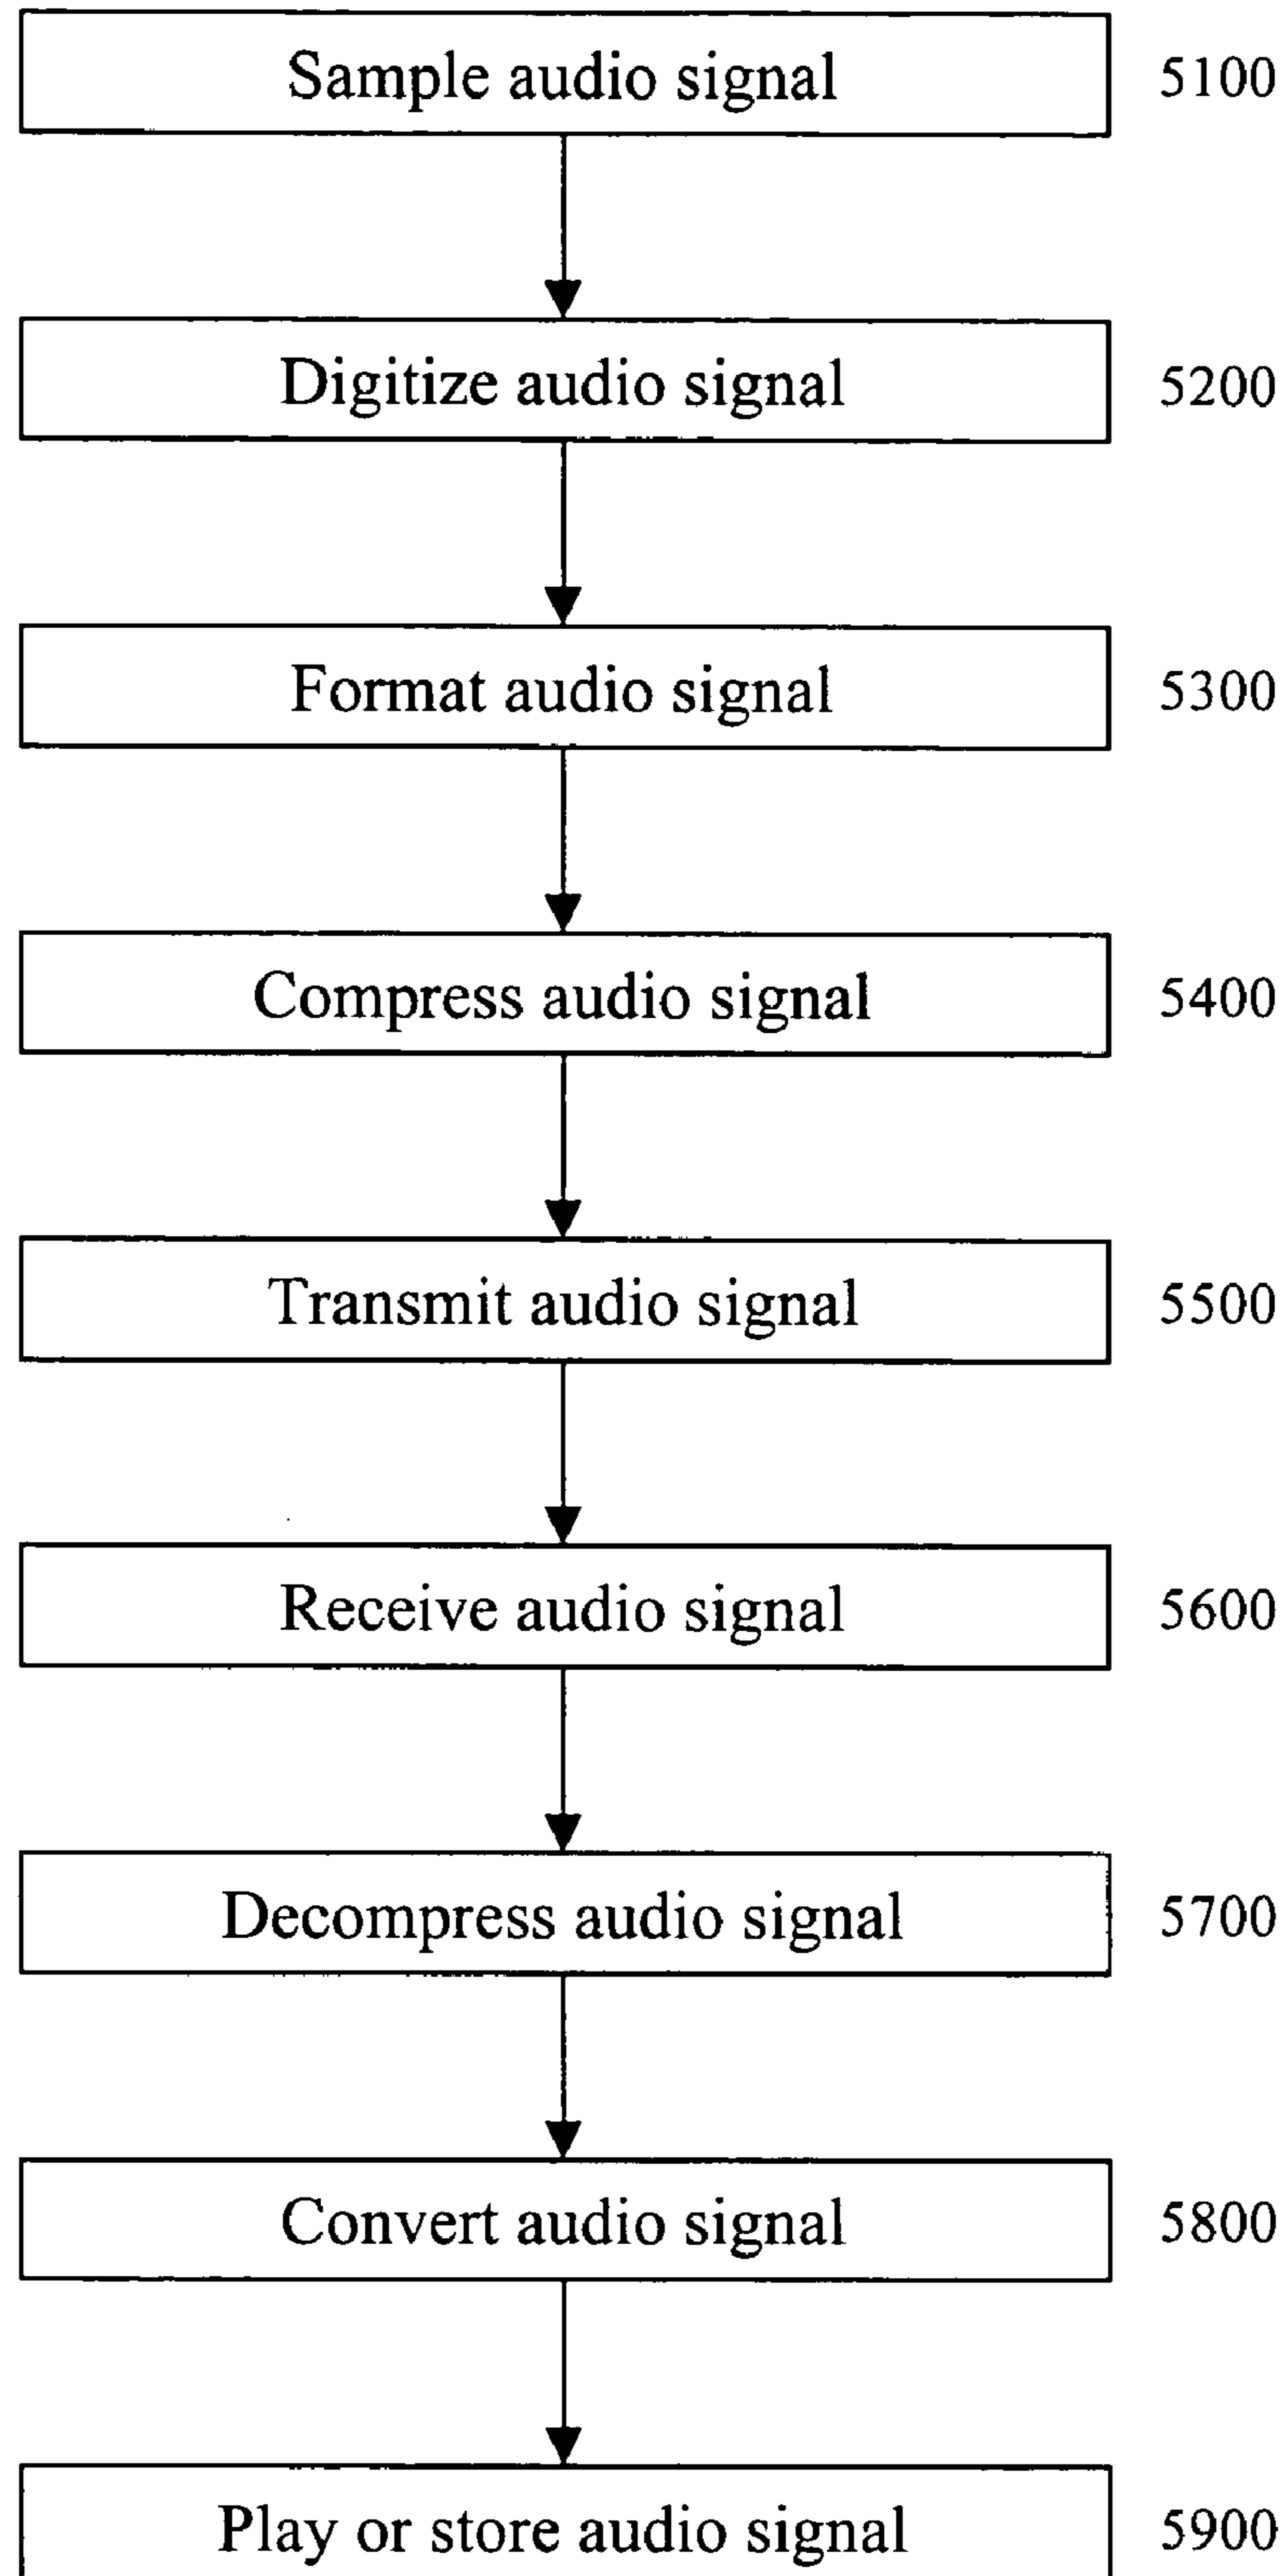 Sample audio signal 5100
Digitize audio signal 5200
Format audio signal 5300
Compress audio signal 5400
Transmit audio signal 5500
Receive audio signal 5600
Decompress audio signal 5700
Convert audio signal 5800
Play or store audio signal 5900